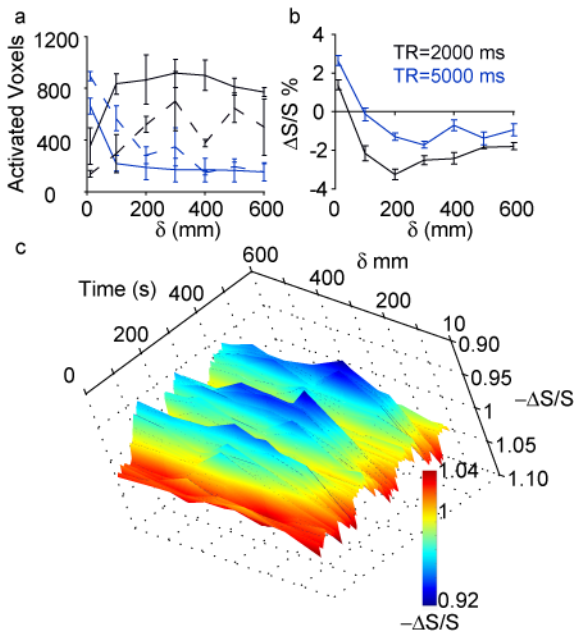 a
Activated Voxels
1200
800
400
0
0 200 400 600
δ (mm)
b
ΔS/S %
4
2
0
-2
-4
TR=2000 ms
TR=5000 ms
0 200 400 600
δ (mm)
c
Time (s)
0
200
400
600
δ mm
400
200
10
0.90
0.95
1
1.05
1.10
−ΔS/S
1.04
1
0.92
−ΔS/S